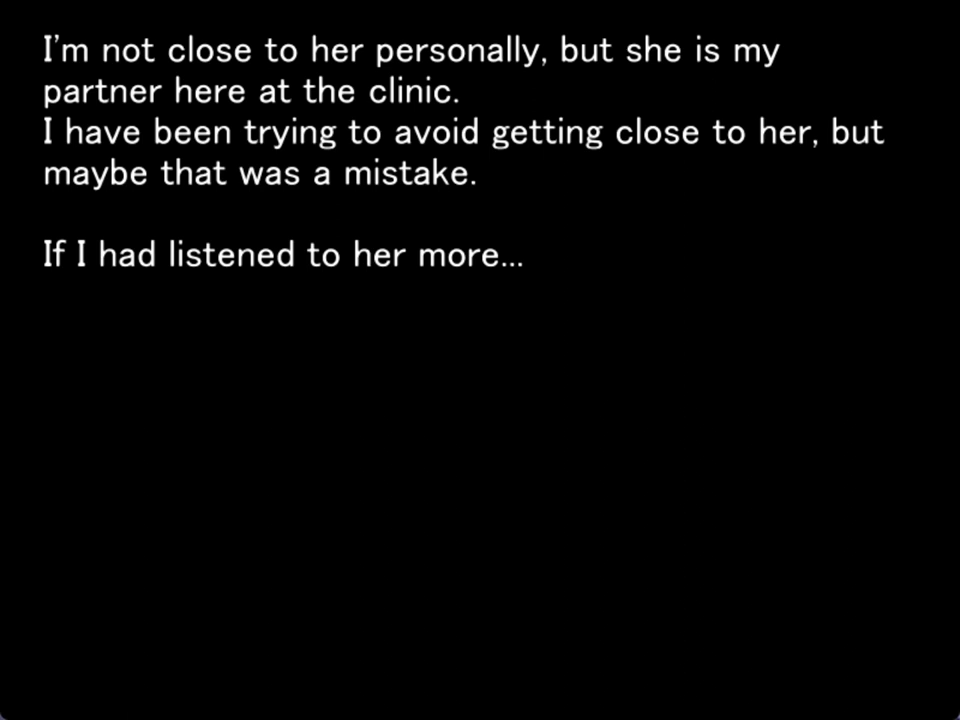 I'm not close to her personally, but she is my
partner here at the clinic.
I have been trying to avoid getting close to her, but
maybe that was a mistake.
If I had listened to her more...